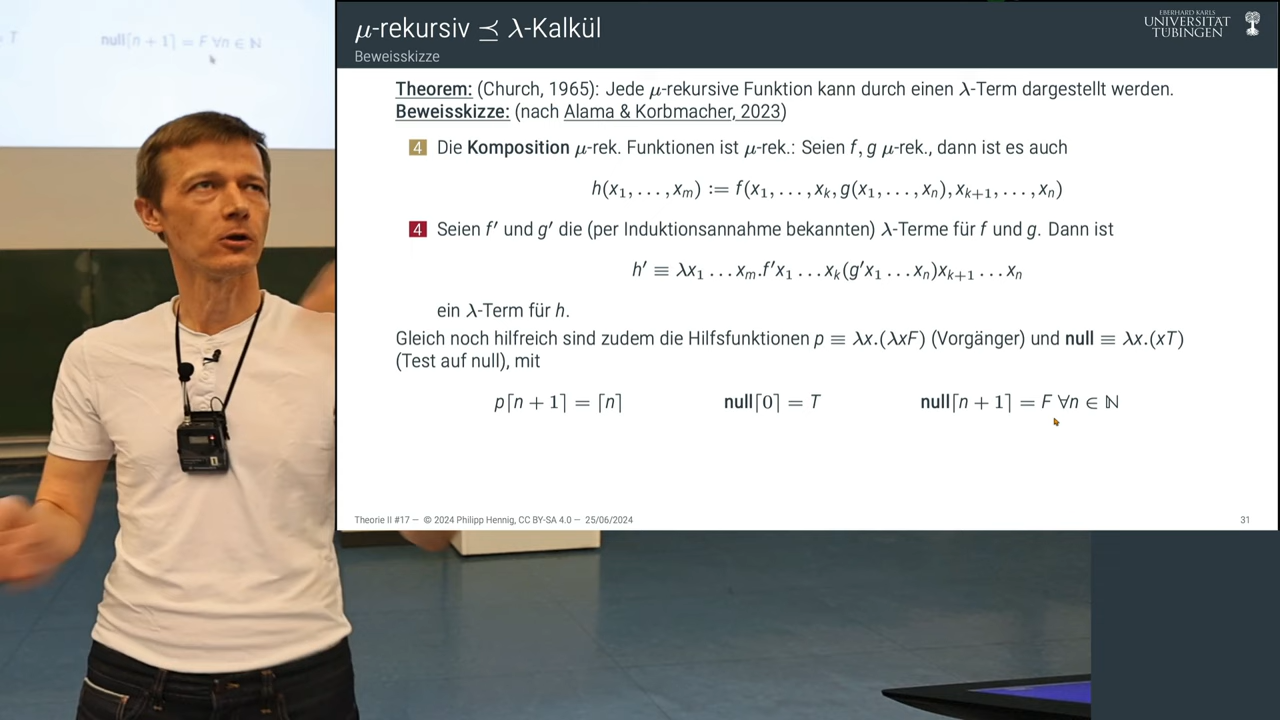 T null⌈n + 1⌉ = F ∀n ∈ ℕ
μ-rekursiv ⪯ λ-Kalkül
Beweisskizze
EBERHARD KARLS
UNIVERSITÄT
TÜBINGEN
Theorem: (Church, 1965): Jede μ-rekursive Funktion kann durch einen λ-Term dargestellt werden.
Beweisskizze: (nach Alama & Korbmacher, 2023)
4 Die Komposition μ-rek. Funktionen ist μ-rek.: Seien f, g μ-rek., dann ist es auch
h(x₁, . . . , xₘ) := f(x₁, . . . , xₖ, g(x₁, . . . , xₙ), xₖ₊₁, . . . , xₙ)
4 Seien f′ und g′ die (per Induktionsannahme bekannten) λ-Terme für f und g. Dann ist
h′ ≡ λx₁ . . . xₘ.f′x₁ . . . xₖ(g′x₁ . . . xₙ)xₖ₊₁ . . . xₙ
ein λ-Term für h.
Gleich noch hilfreich sind zudem die Hilfsfunktionen p ≡ λx.(λxF) (Vorgänger) und null ≡ λx.(xT)
(Test auf null), mit
p⌈n + 1⌉ = ⌈n⌉ null⌈0⌉ = T null⌈n + 1⌉ = F ∀n ∈ ℕ
Theorie II #17 — © 2024 Philipp Hennig, CC BY-SA 4.0 — 25/06/2024 31